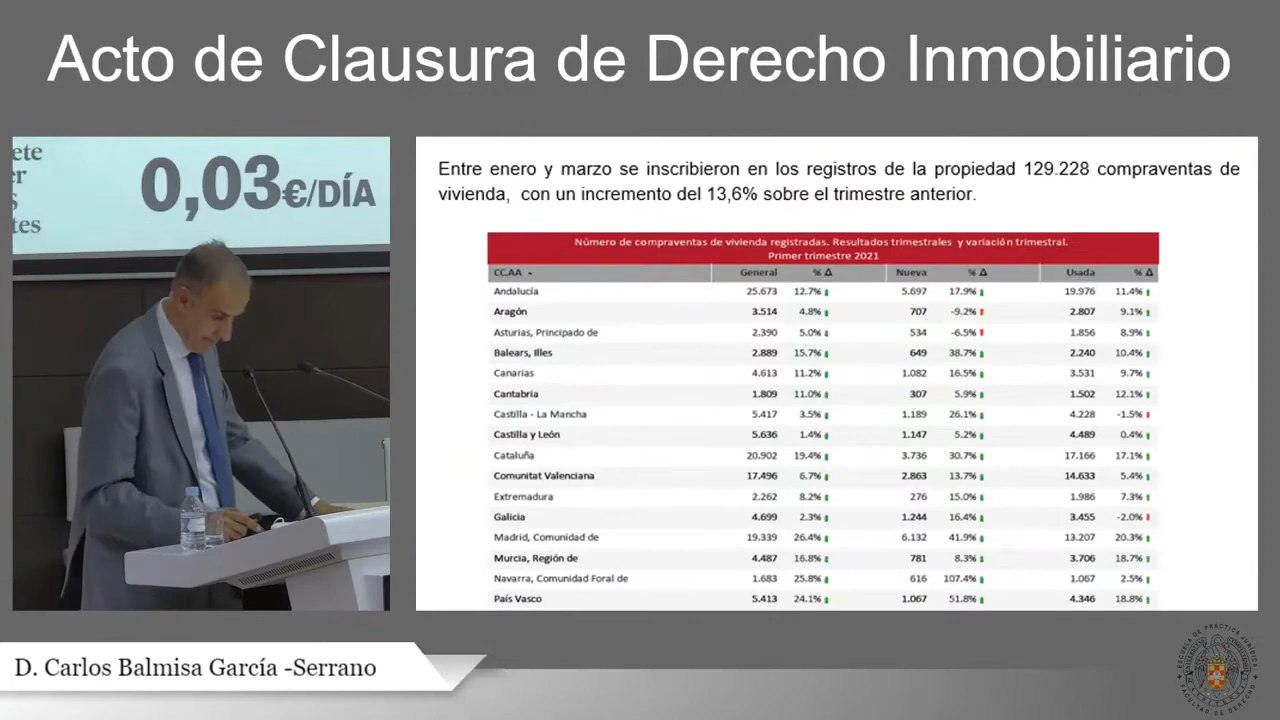 Acto de Clausura de Derecho Inmobiliario
ete
er
s
tes
0,03€/DÍA
Entre enero y marzo se inscribieron en los registros de la propiedad 129.228 compraventas de
vivienda, con un incremento del 13,6% sobre el trimestre anterior.
Número de compraventas de vivienda registradas. Resultados trimestrales y variación trimestral.
Primer trimestre 2021
CC.AA General % Δ Nueva % Δ Usada % Δ
Andalucía 25.673 12.7% 5.697 17.9% 19.976 11.4%
Aragón 3.514 4.8% 707 -9.2% 2.807 9.1%
Asturias, Principado de 2.390 5.0% 534 -6.5% 1.856 8.9%
Balears, Illes 2.889 15.7% 649 38.7% 2.240 10.4%
Canarias 4.613 11.2% 1.082 16.5% 3.531 9.7%
Cantabria 1.809 11.0% 307 5.9% 1.502 12.1%
Castilla - La Mancha 5.417 3.5% 1.189 26.1% 4.228 -1.5%
Castilla y León 5.636 1.4% 1.147 5.2% 4.489 0.4%
Cataluña 20.902 19.4% 3.736 30.7% 17.166 17.1%
Comunitat Valenciana 17.496 6.7% 2.863 13.7% 14.633 5.4%
Extremadura 2.262 8.2% 276 15.0% 1.986 7.3%
Galicia 4.699 2.3% 1.244 16.4% 3.455 -2.0%
Madrid, Comunidad de 19.339 26.4% 6.132 41.9% 13.207 20.3%
Murcia, Región de 4.487 16.8% 781 8.3% 3.706 18.7%
Navarra, Comunidad Foral de 1.683 25.8% 616 107.4% 1.067 2.5%
País Vasco 5.413 24.1% 1.067 51.8% 4.346 18.8%
D. Carlos Balmisa García -Serrano
ESCUELA DE PRÁCTICA JURÍDICA
FACULTAD DE DERECHO